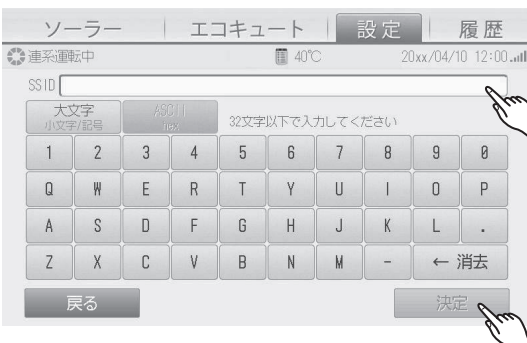 ソーラー エコキュート 設定 履歴
連系運転中 40℃ 20xx/04/10 12:00
SSID
大文字 ASCII
小文字/記号 hex 32文字以下で入力してください
1 2 3 4 5 6 7 8 9 0
Q W E R T Y U I O P
A S D F G H J K L .
Z X C V B N M - ← 消去
戻る 決定